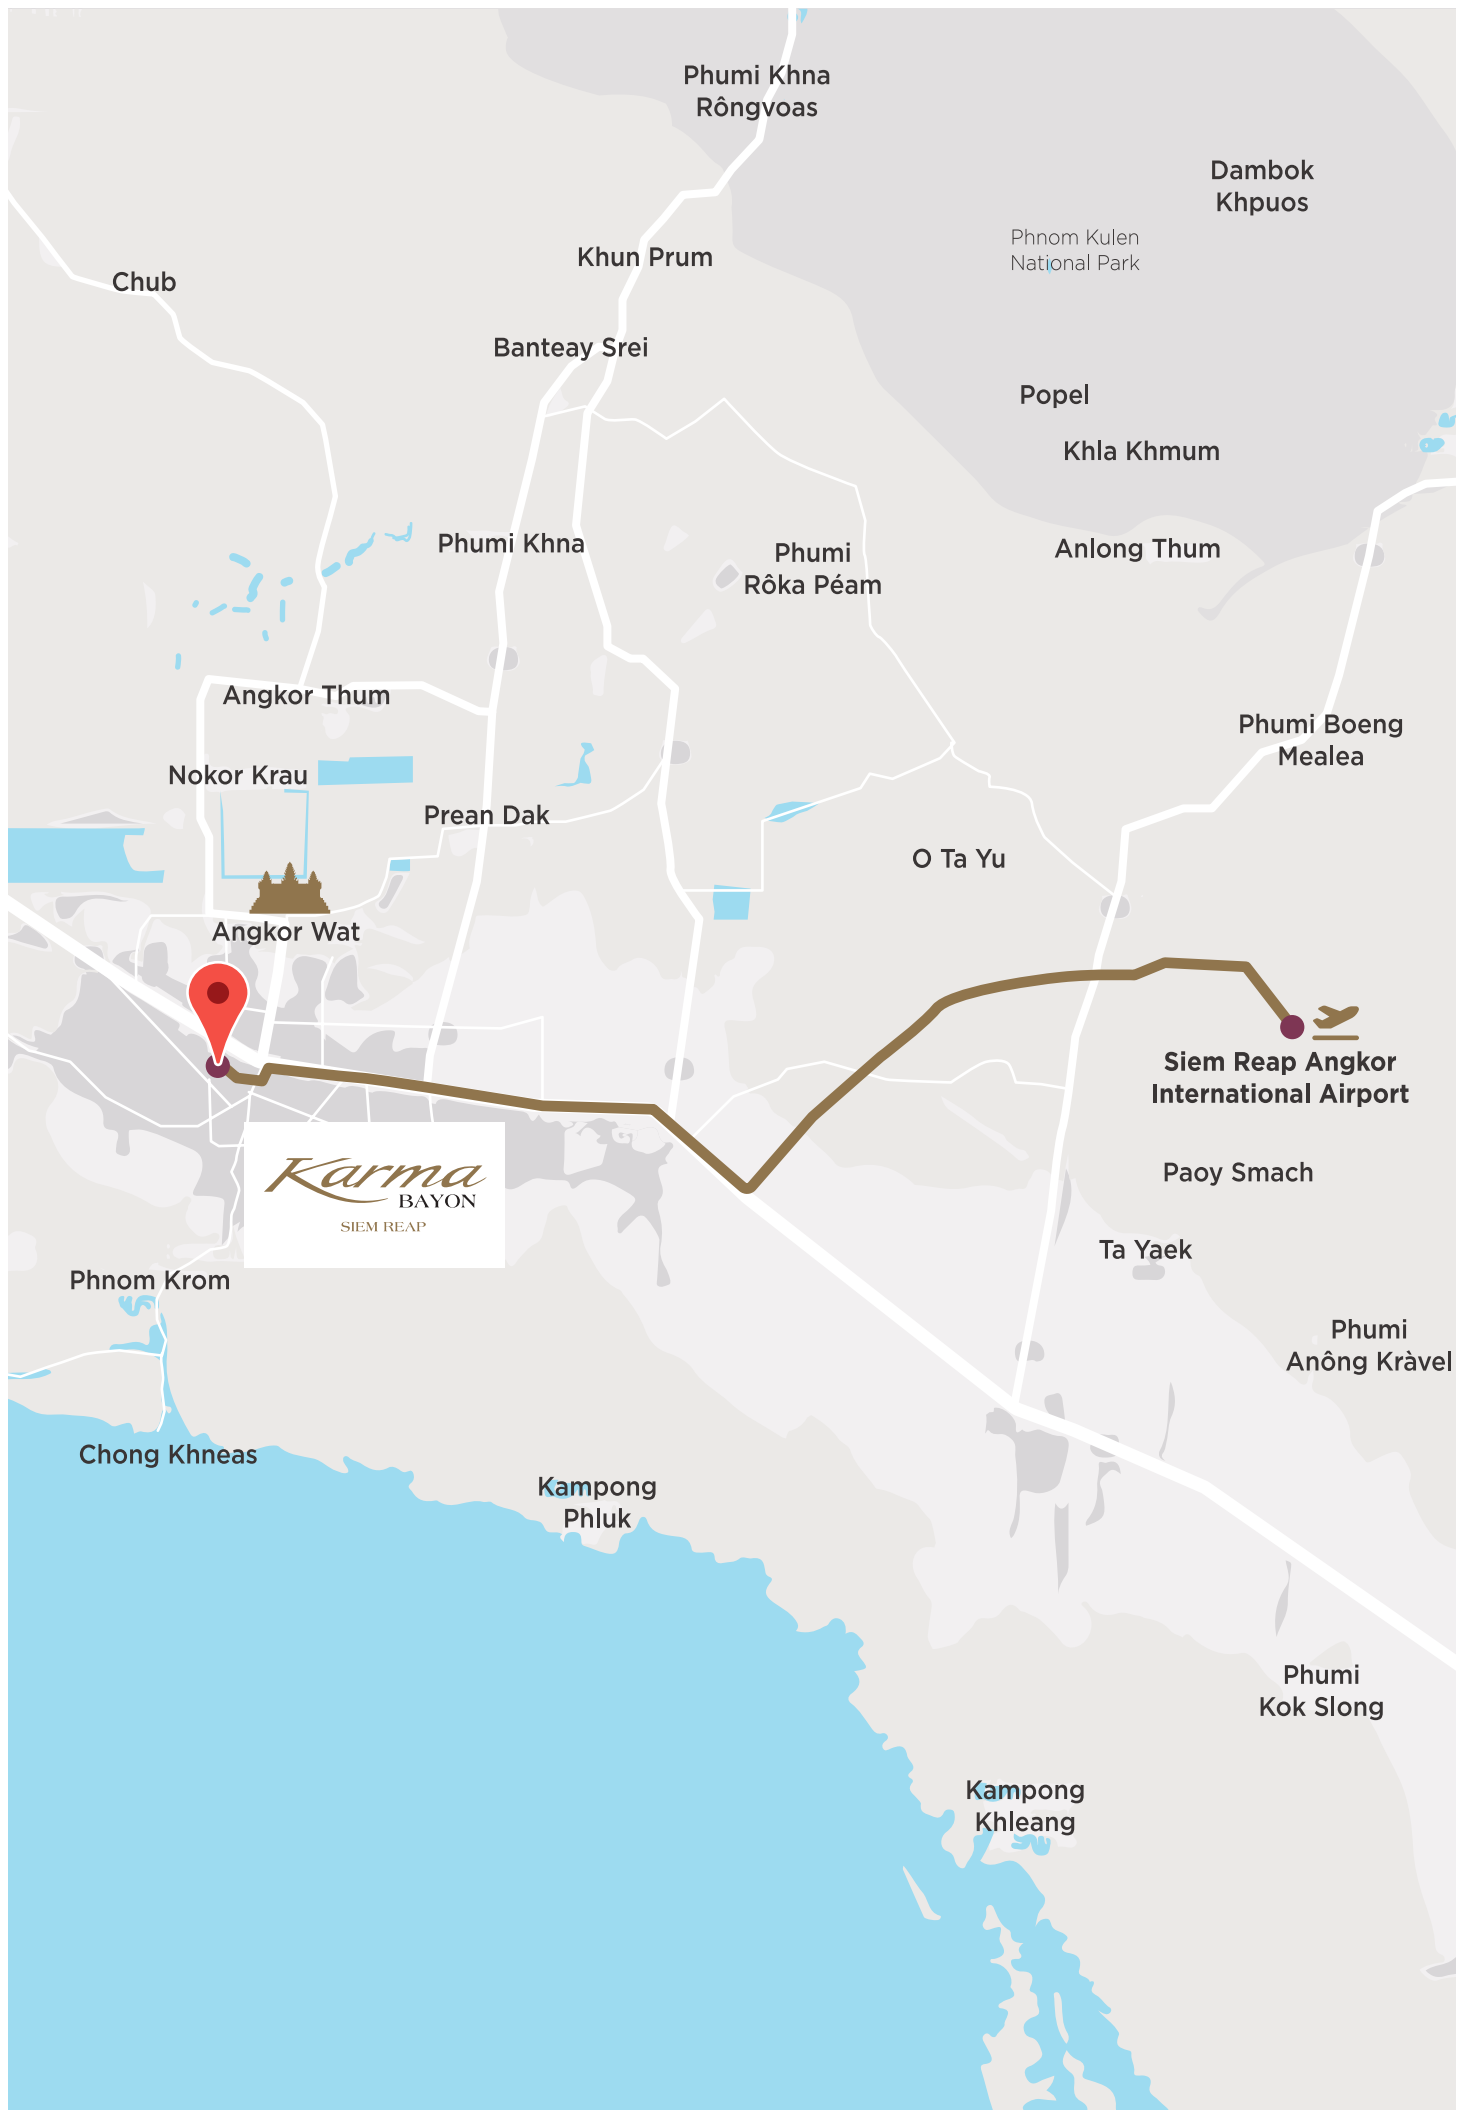 Phumi Khna
Rôngvoas
Dambok
Khpuos
Phnom Kulen
National Park
Khun Prum
Chub
Banteay Srei
Popel
Khla Khmum
Phumi Khna
Phumi
Rôka Péam
Anlong Thum
Angkor Thum
Phumi Boeng
Mealea
Nokor Krau
Prean Dak
O Ta Yu
Angkor Wat
Siem Reap Angkor
International Airport
Karma
BAYON
SIEM REAP
Paoy Smach
Ta Yaek
Phnom Krom
Phumi
Anông Kràvel
Chong Khneas
Kampong
Phluk
Phumi
Kok Slong
Kampong
Khleang